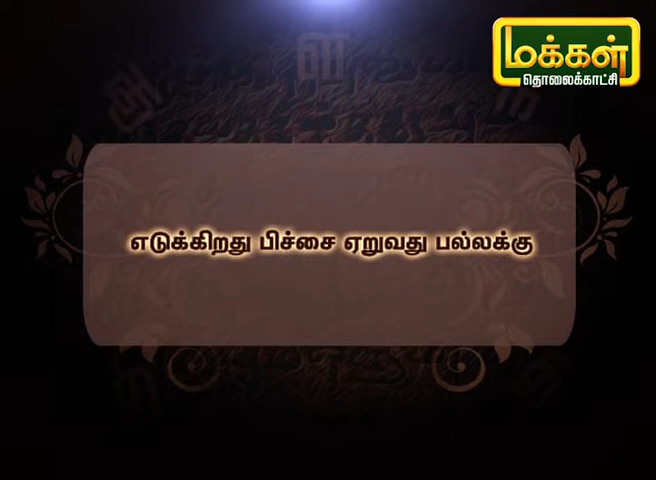 மக்கள்
தொலைக்காட்சி
து
ள
எடுக்கிறது பிச்சை ஏறுவது பல்லக்கு